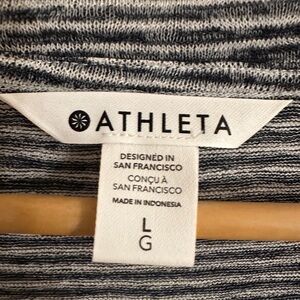 ATHLETA
DESIGNED IN
SAN FRANCISCO
CONÇU À
SAN FRANCISCO
MADE IN INDONESIA
L
G